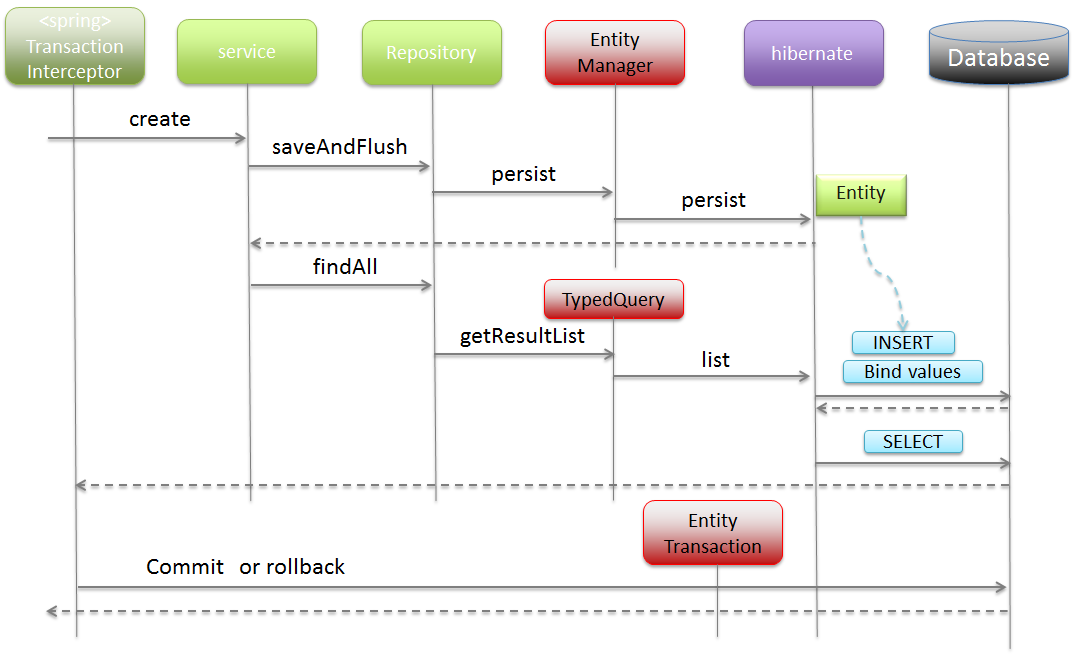 <spring>
Transaction
Interceptor
service
Repository
Entity
Manager
hibernate
Database
create
saveAndFlush
persist
persist
Entity
findAll
TypedQuery
getResultList
list
INSERT
Bind values
SELECT
Entity
Transaction
Commit or rollback